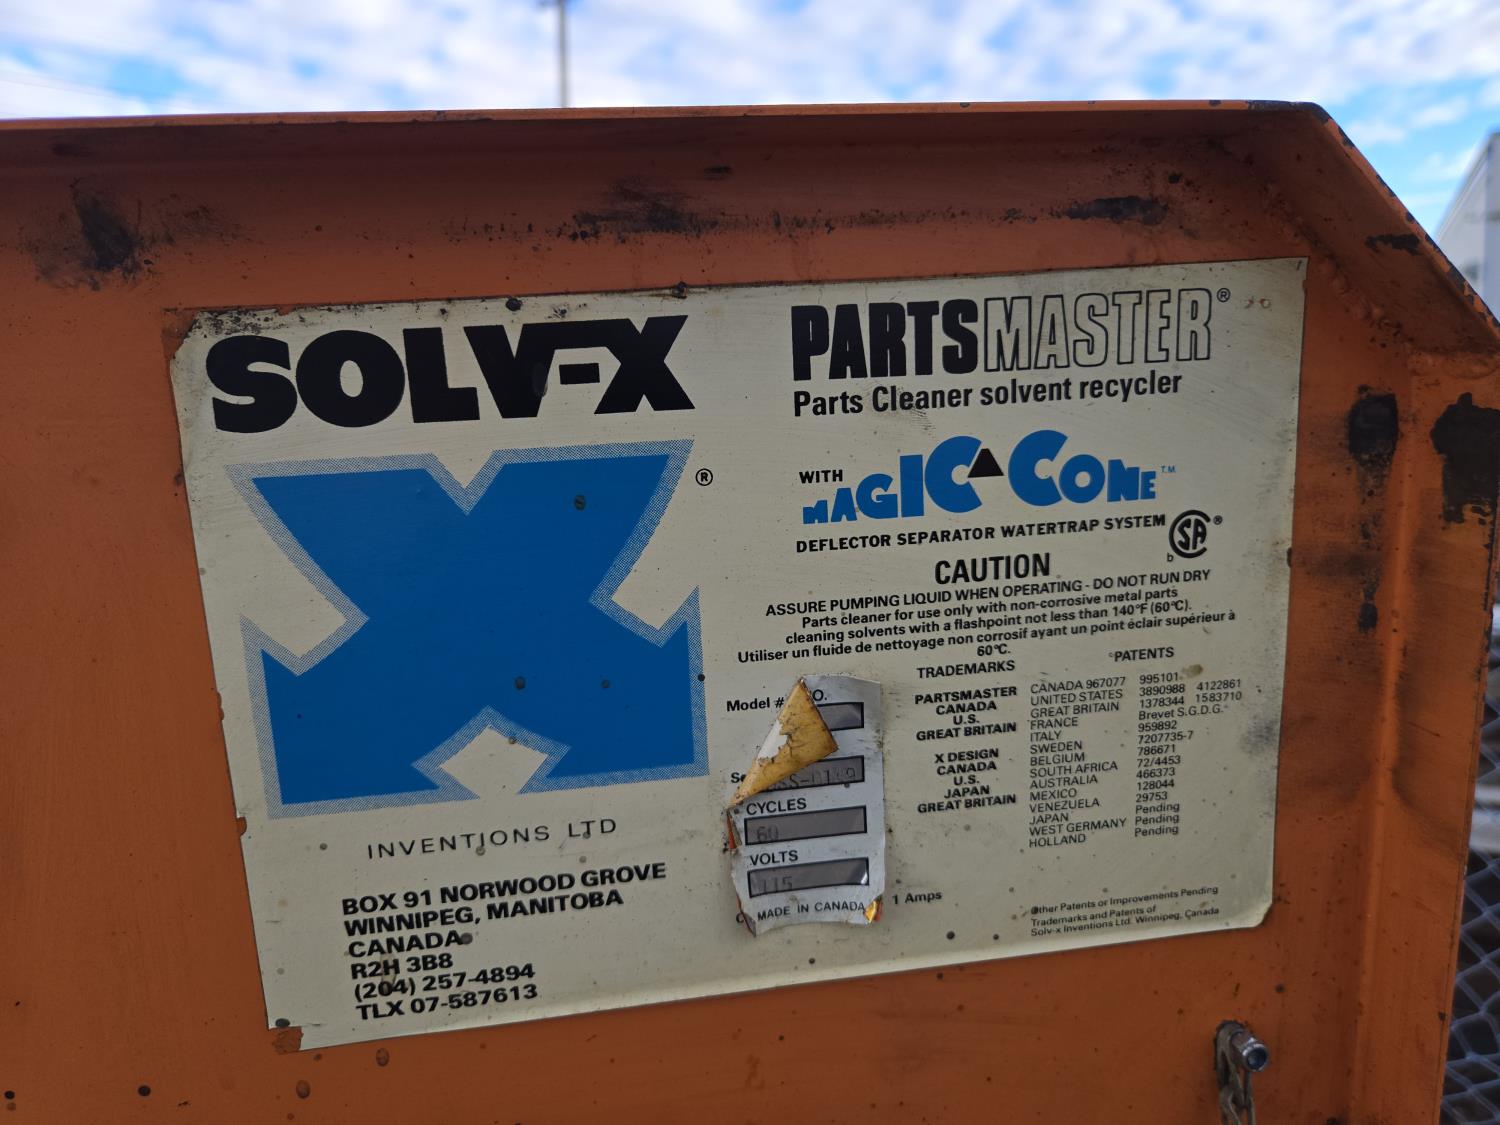 SOLV-X
®
INVENTIONS LTD
BOX 91 NORWOOD GROVE
WINNIPEG, MANITOBA
CANADA
R2H 3B8
(204) 257-4894
TLX 07-587613
PARTSMASTER®
Parts Cleaner solvent recycler
WITH
MAGIC CONE T.M.
DEFLECTOR SEPARATOR WATERTRAP SYSTEM
SA ®
b
CAUTION
ASSURE PUMPING LIQUID WHEN OPERATING - DO NOT RUN DRY
Parts cleaner for use only with non-corrosive metal parts
cleaning solvents with a flashpoint not less than 140°F (60°C).
Utiliser un fluide de nettoyage non corrosif ayant un point éclair supérieur à
60°C.
Model #
CYCLES
60
VOLTS
115
MADE IN CANADA
1 Amps
TRADEMARKS
PARTSMASTER
CANADA
U.S.
GREAT BRITAIN
X DESIGN
CANADA
U.S.
JAPAN
GREAT BRITAIN
PATENTS
CANADA 967077 995101
UNITED STATES 3890988 4122861
GREAT BRITAIN 1378344 1583710
FRANCE Brevet S.G.D.G.
ITALY 959892
SWEDEN 7207735-7
BELGIUM 786671
SOUTH AFRICA 72/4453
AUSTRALIA 466373
MEXICO 128044
VENEZUELA 29753
JAPAN Pending
WEST GERMANY Pending
HOLLAND Pending
Other Patents or Improvements Pending
Trademarks and Patents of
Solv-x Inventions Ltd. Winnipeg, Canada